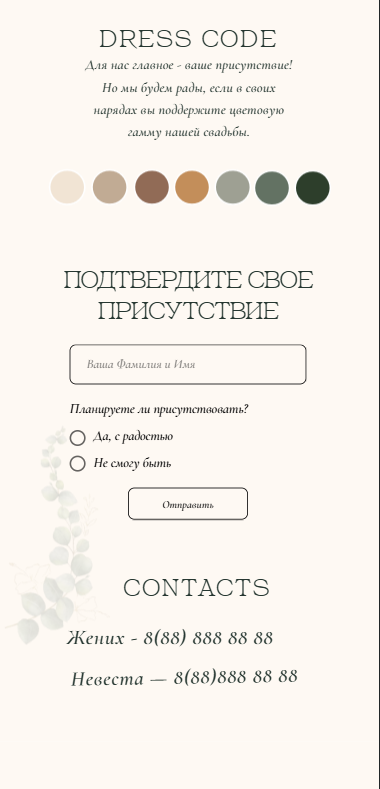 DRESS CODE
Для нас главное - ваше присутствие!
Но мы будем рады, если в своих
нарядах вы поддержите цветовую
гамму нашей свадьбы.
ПОДТВЕРДИТЕ СВОЕ
ПРИСУТСТВИЕ
Ваша Фамилия и Имя
Планируете ли присутствовать?
Да, с радостью
Не смогу быть
Отправить
CONTACTS
Жених - 8(88) 888 88 88
Невеста — 8(88)888 88 88